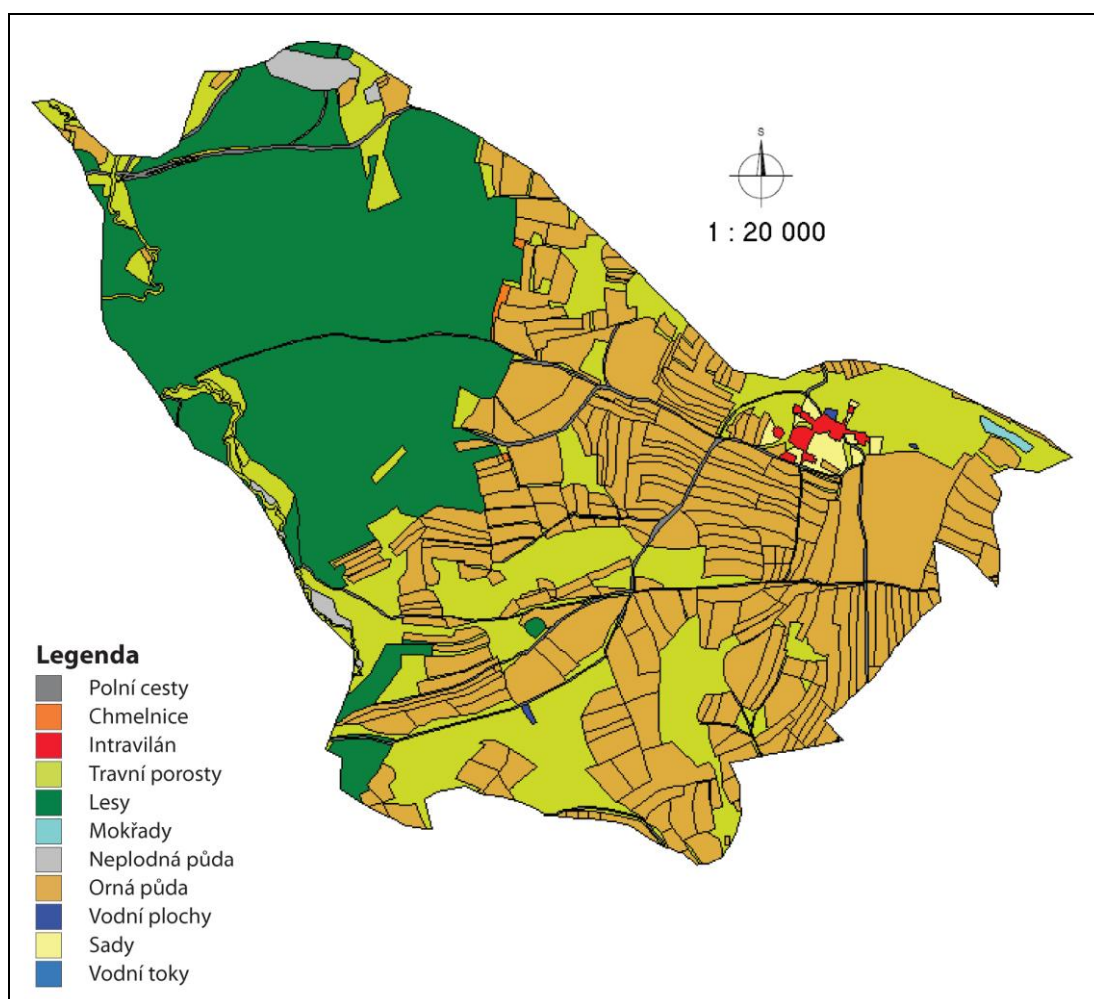 S
1 : 20 000
Legenda
Polní cesty
Chmelnice
Intravilán
Travní porosty
Lesy
Mokřady
Neplodná půda
Orná půda
Vodní plochy
Sady
Vodní toky